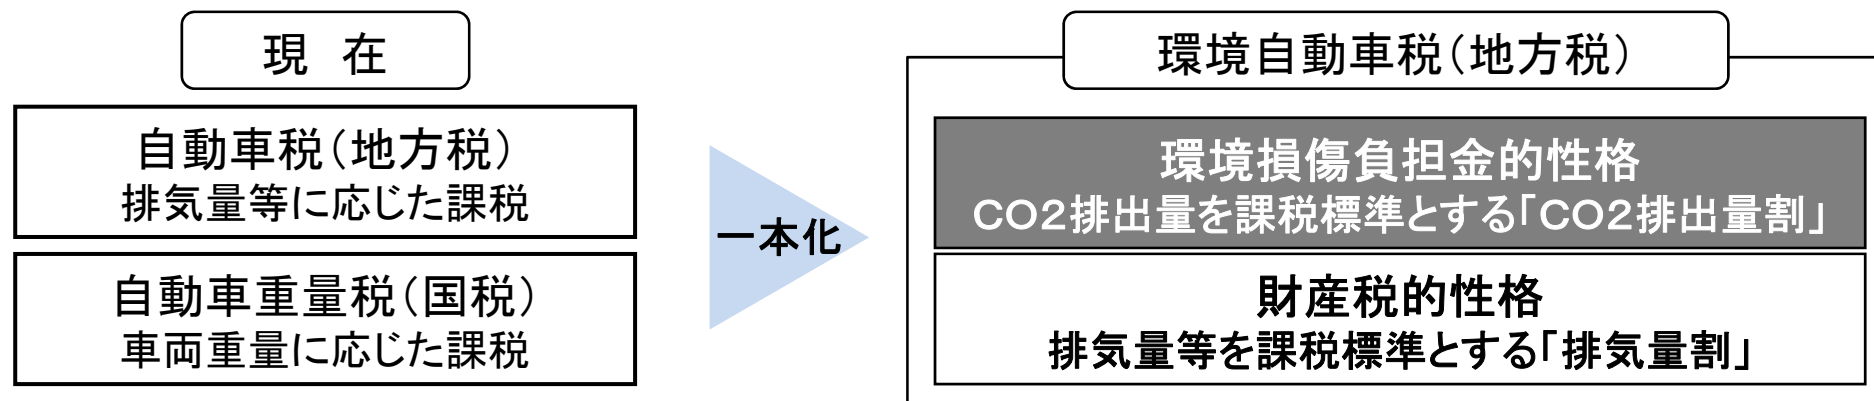 現 在
自動車税（地方税）
排気量等に応じた課税
自動車重量税（国税）
車両重量に応じた課税
一本化
環境自動車税（地方税）
環境損傷負担金的性格
ＣＯ２排出量を課税標準とする「ＣＯ２排出量割」
財産税的性格
排気量等を課税標準とする「排気量割」